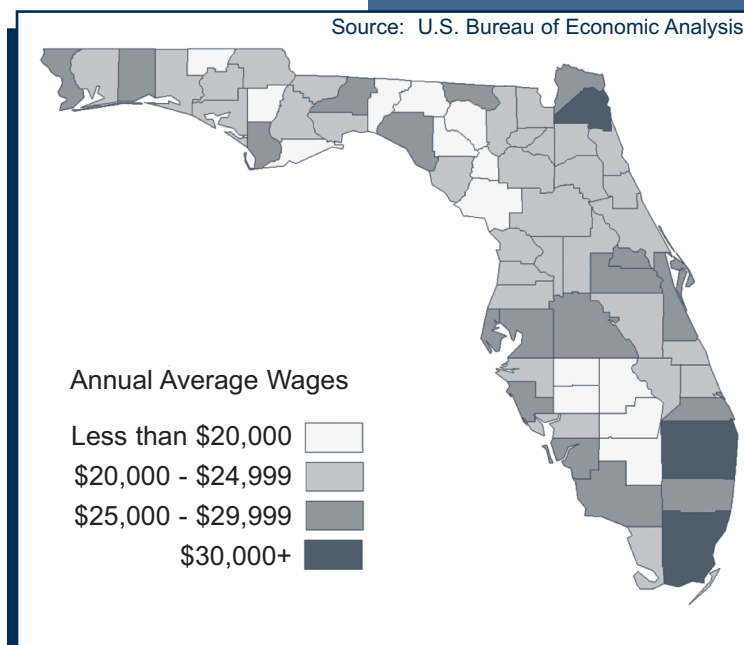 Source: U.S. Bureau of Economic Analysis
Annual Average Wages
Less than $20,000
$20,000 - $24,999
$25,000 - $29,999
$30,000+